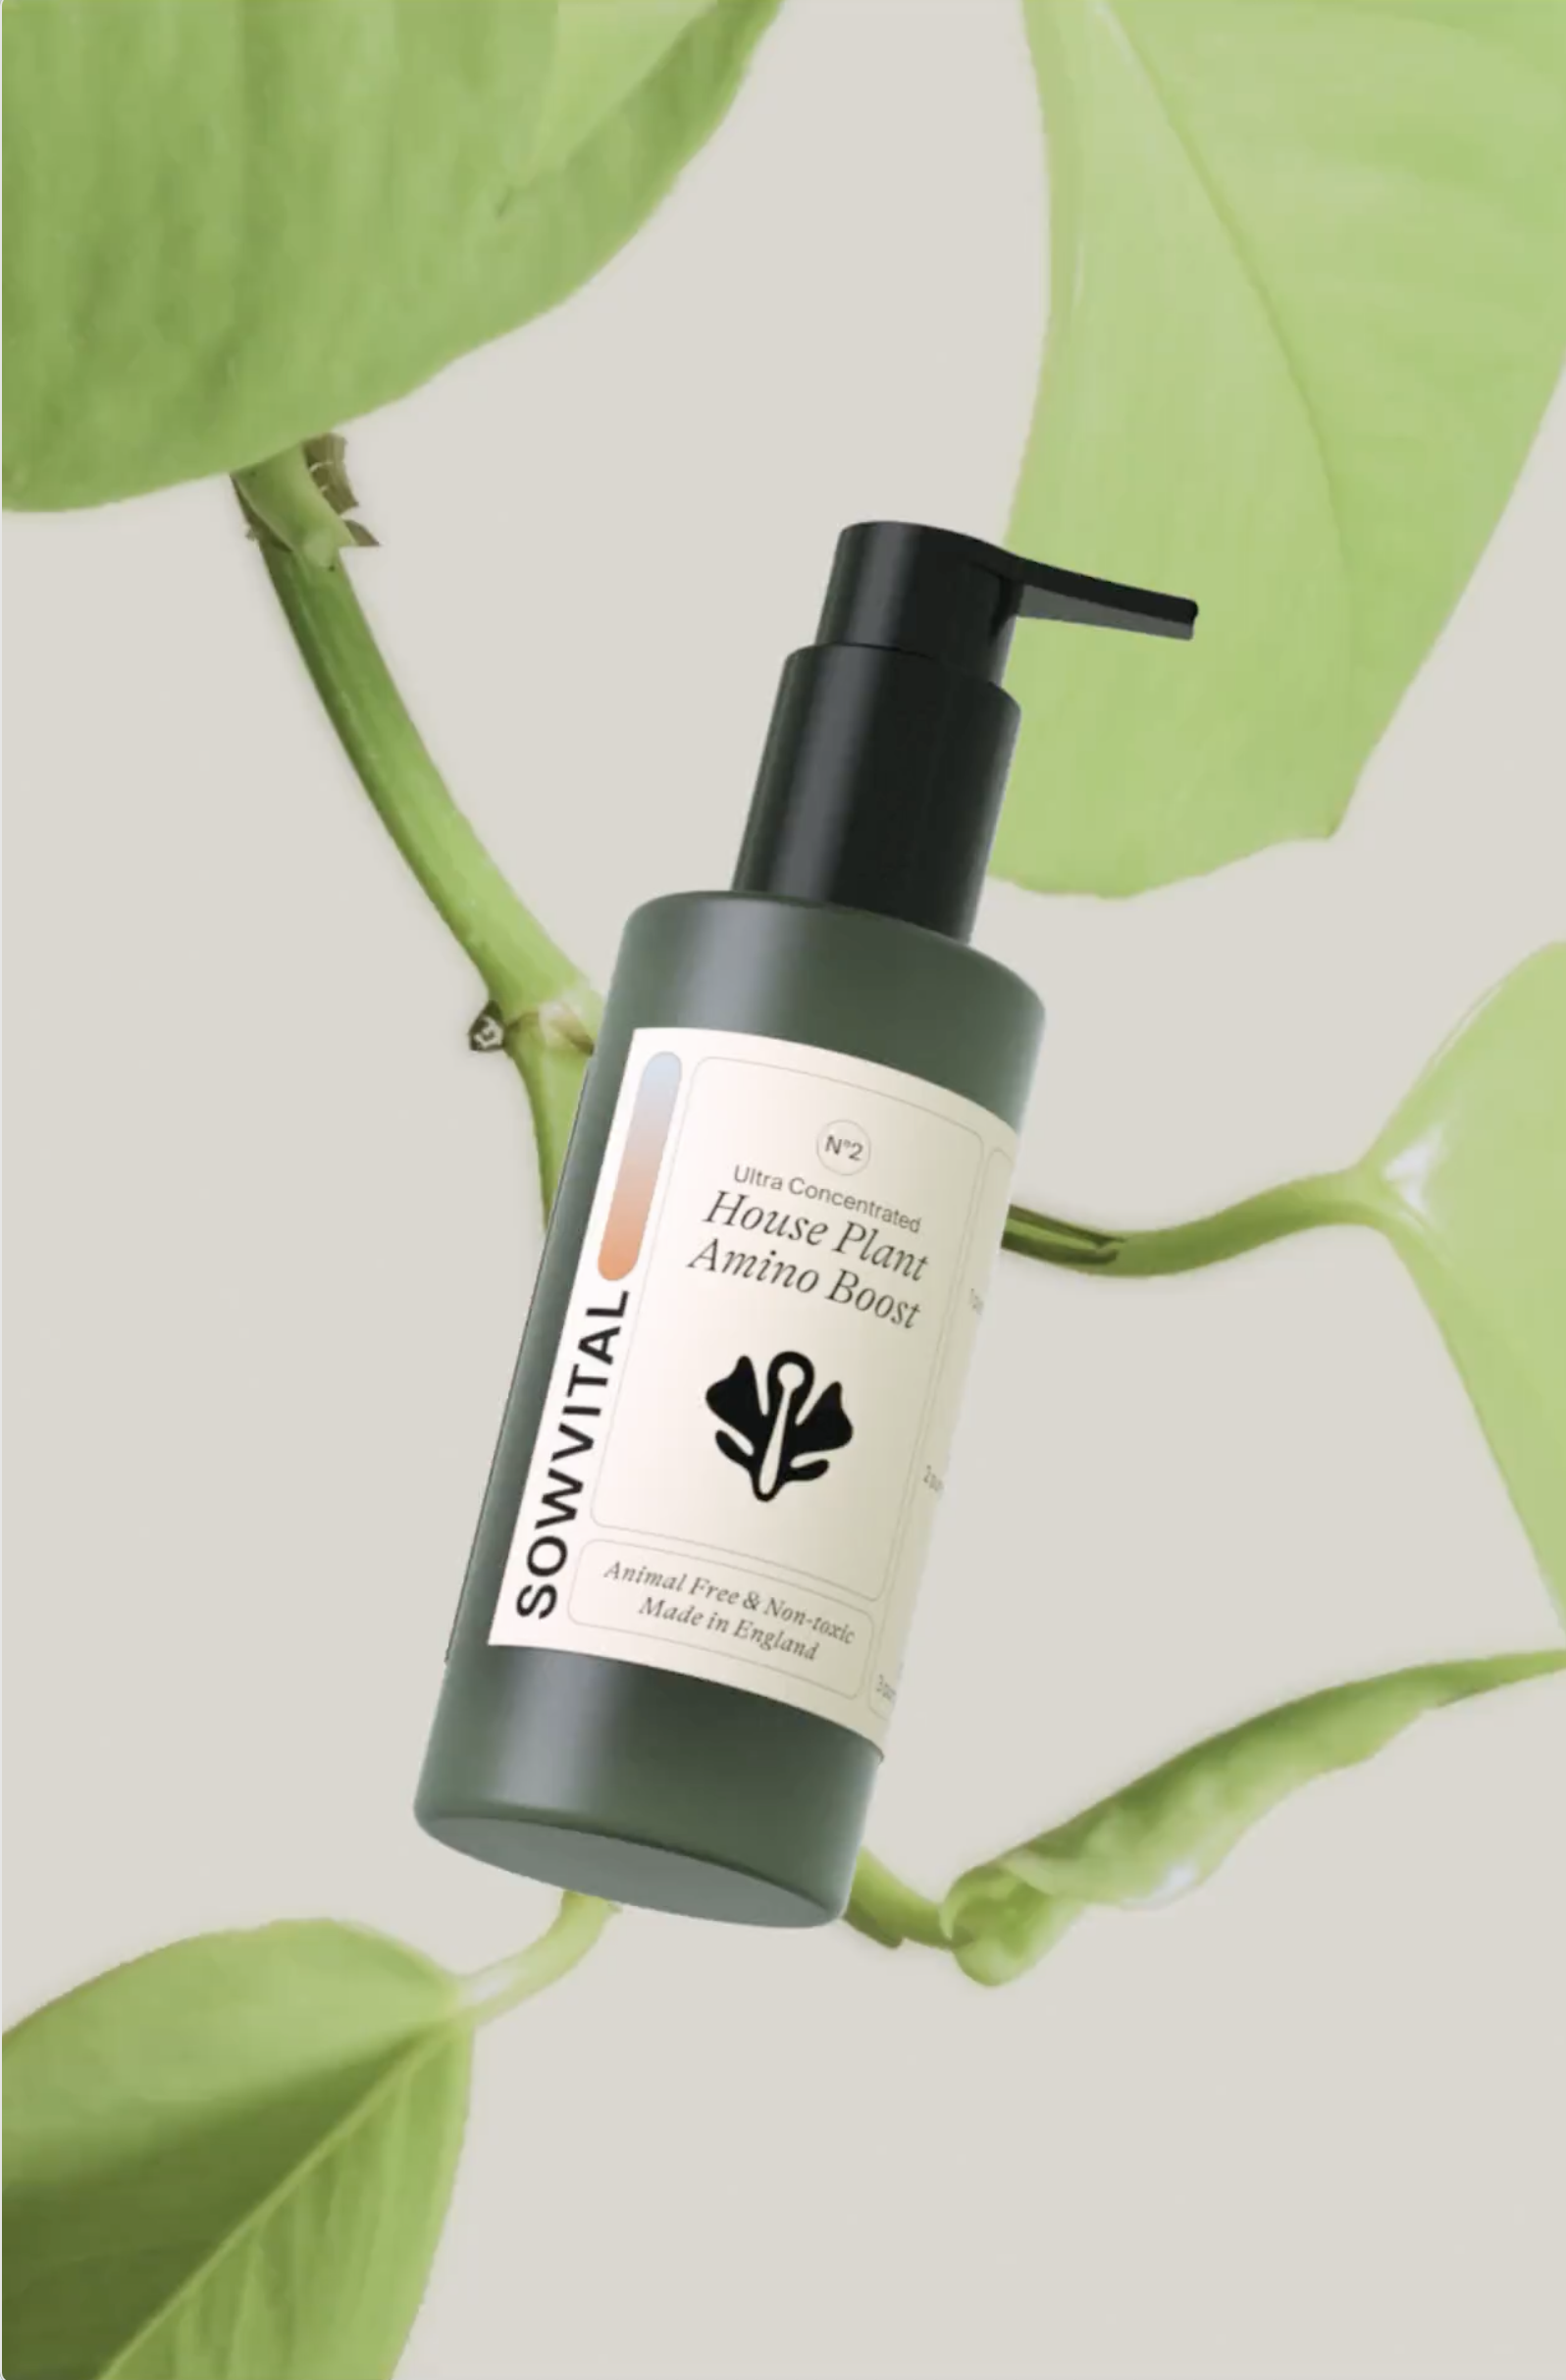 N°2
Ultra Concentrated
House Plant
Amino Boost
SOWVITAL
Animal Free & Non-toxic
Made in England